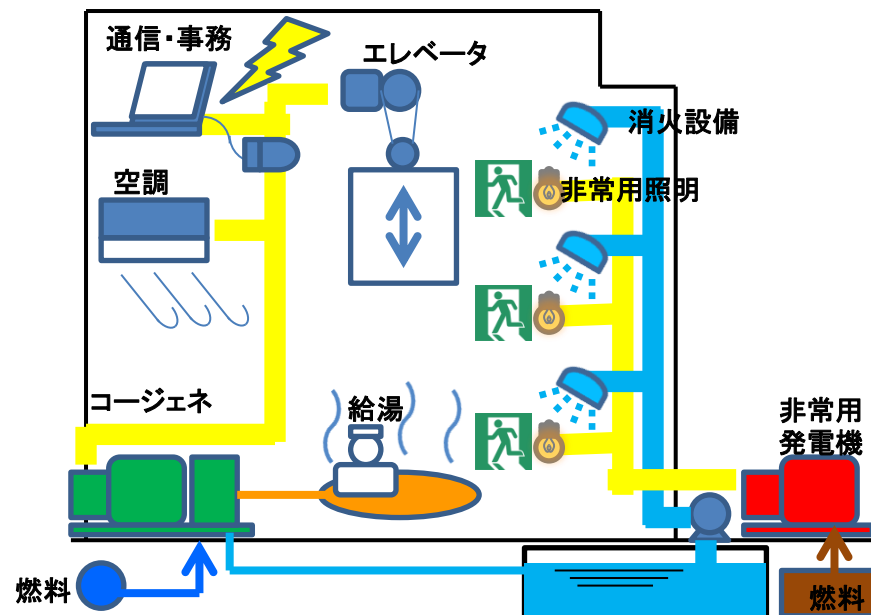 通信・事務
エレベータ
消火設備
空調
非常用照明
コージェネ
給湯
非常用
発電機
燃料
燃料